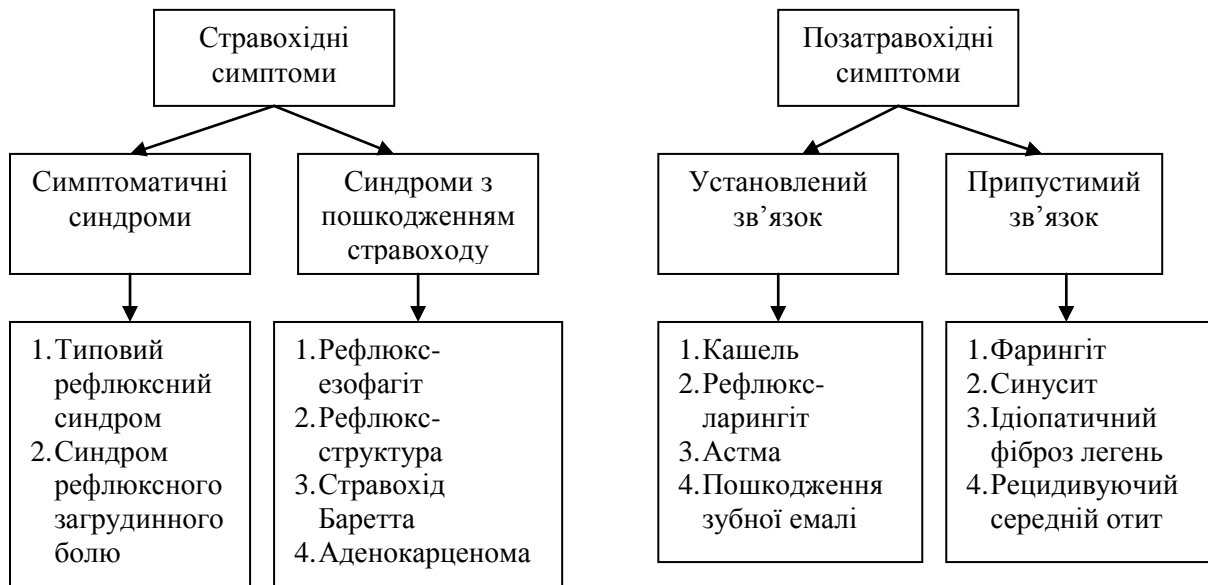 Стравохідні
симптоми
Позатравохідні
симптоми
Симптоматичні
синдроми
Синдроми з
пошкодженням
стравоходу
Установлений
зв’язок
Припустимий
зв’язок
1. Типовий
рефлюксний
синдром
2. Синдром
рефлюксного
загрудинного
болю
1. Рефлюкс-
езофагіт
2. Рефлюкс-
структура
3. Стравохід
Баретта
4. Аденокарценома
1. Кашель
2. Рефлюкс-
ларингіт
3. Астма
4. Пошкодження
зубної емалі
1. Фарингіт
2. Синусит
3. Ідіопатичний
фіброз легень
4. Рецидивуючий
середній отит